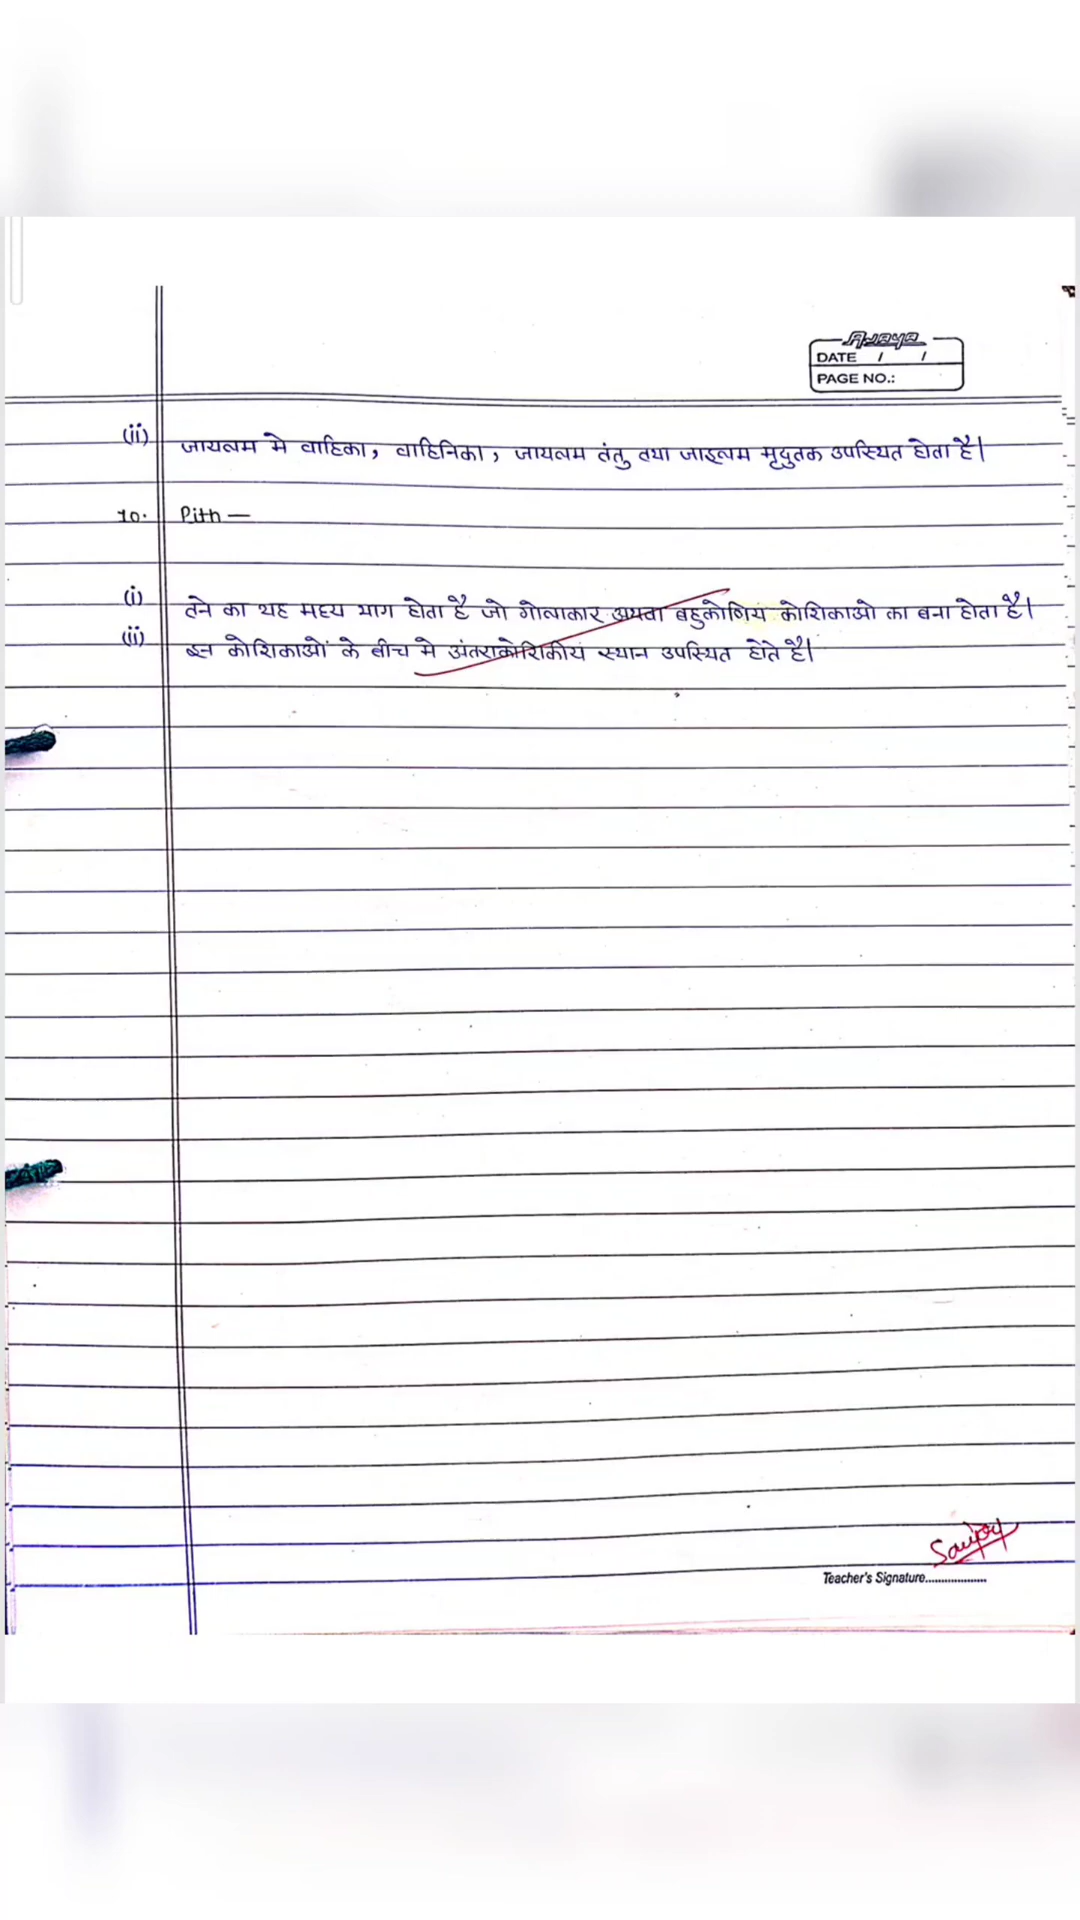 Ajaya
DATE / /
PAGE NO.:
(ii) जायलम मे वाहिका, वाहिनिका, जायलम तंतु तथा जाइलम मृदुतक उपस्थित होता है।
10. Pith —
(i) तने का यह मध्य भाग होता है जो गोलाकार अथवा बहुकोणिय कोशिकाओ का बना होता है।
(ii) इन कोशिकाओं के बीच मे अंतराकोशिकीय स्थान उपस्थित होते है।
Teacher's Signature..................